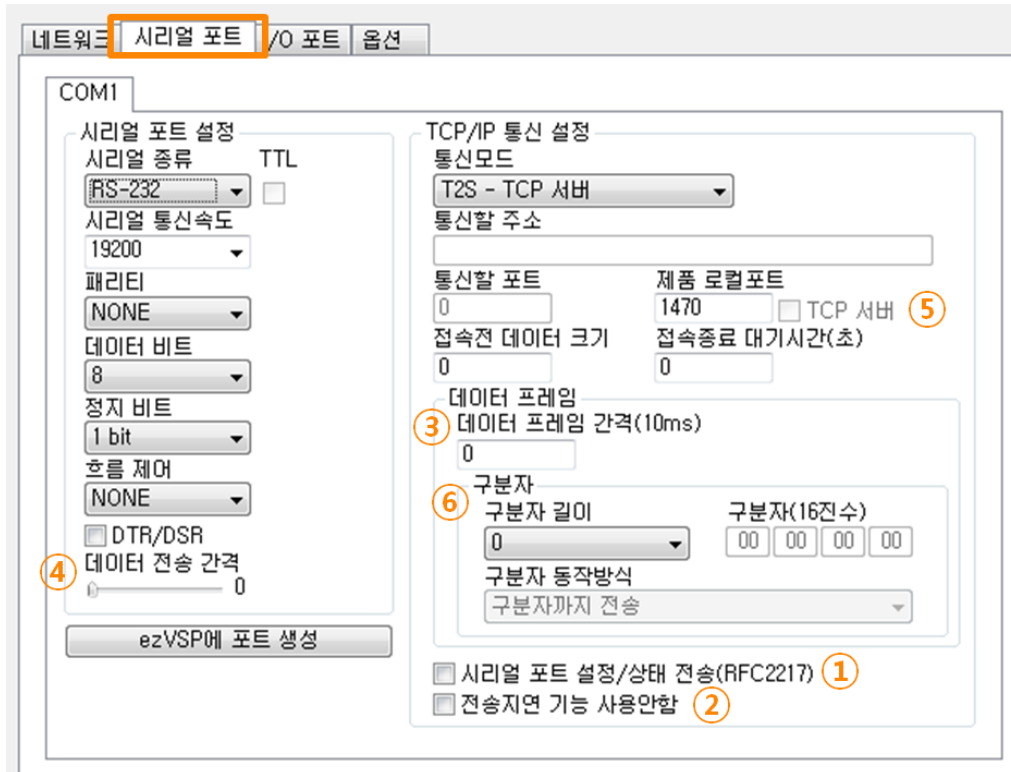 네트워크 시리얼 포트 /O 포트 옵션
COM1
시리얼 포트 설정
시리얼 종류 TTL
RS-232
시리얼 통신속도
19200
패리티
NONE
데이터 비트
8
정지 비트
1 bit
흐름 제어
NONE
DTR/DSR
④ 데이터 전송 간격
0
ezVSP에 포트 생성
TCP/IP 통신 설정
통신모드
T2S - TCP 서버
통신할 주소
통신할 포트 제품 로컬포트
0 1470 TCP 서버 ⑤
접속전 데이터 크기 접속종료 대기시간(초)
0 0
데이터 프레임
③ 데이터 프레임 간격(10ms)
0
구분자
⑥ 구분자 길이 구분자(16진수)
0 00 00 00 00
구분자 동작방식
구분자까지 전송
시리얼 포트 설정/상태 전송(RFC2217) ①
전송지연 기능 사용안함 ②